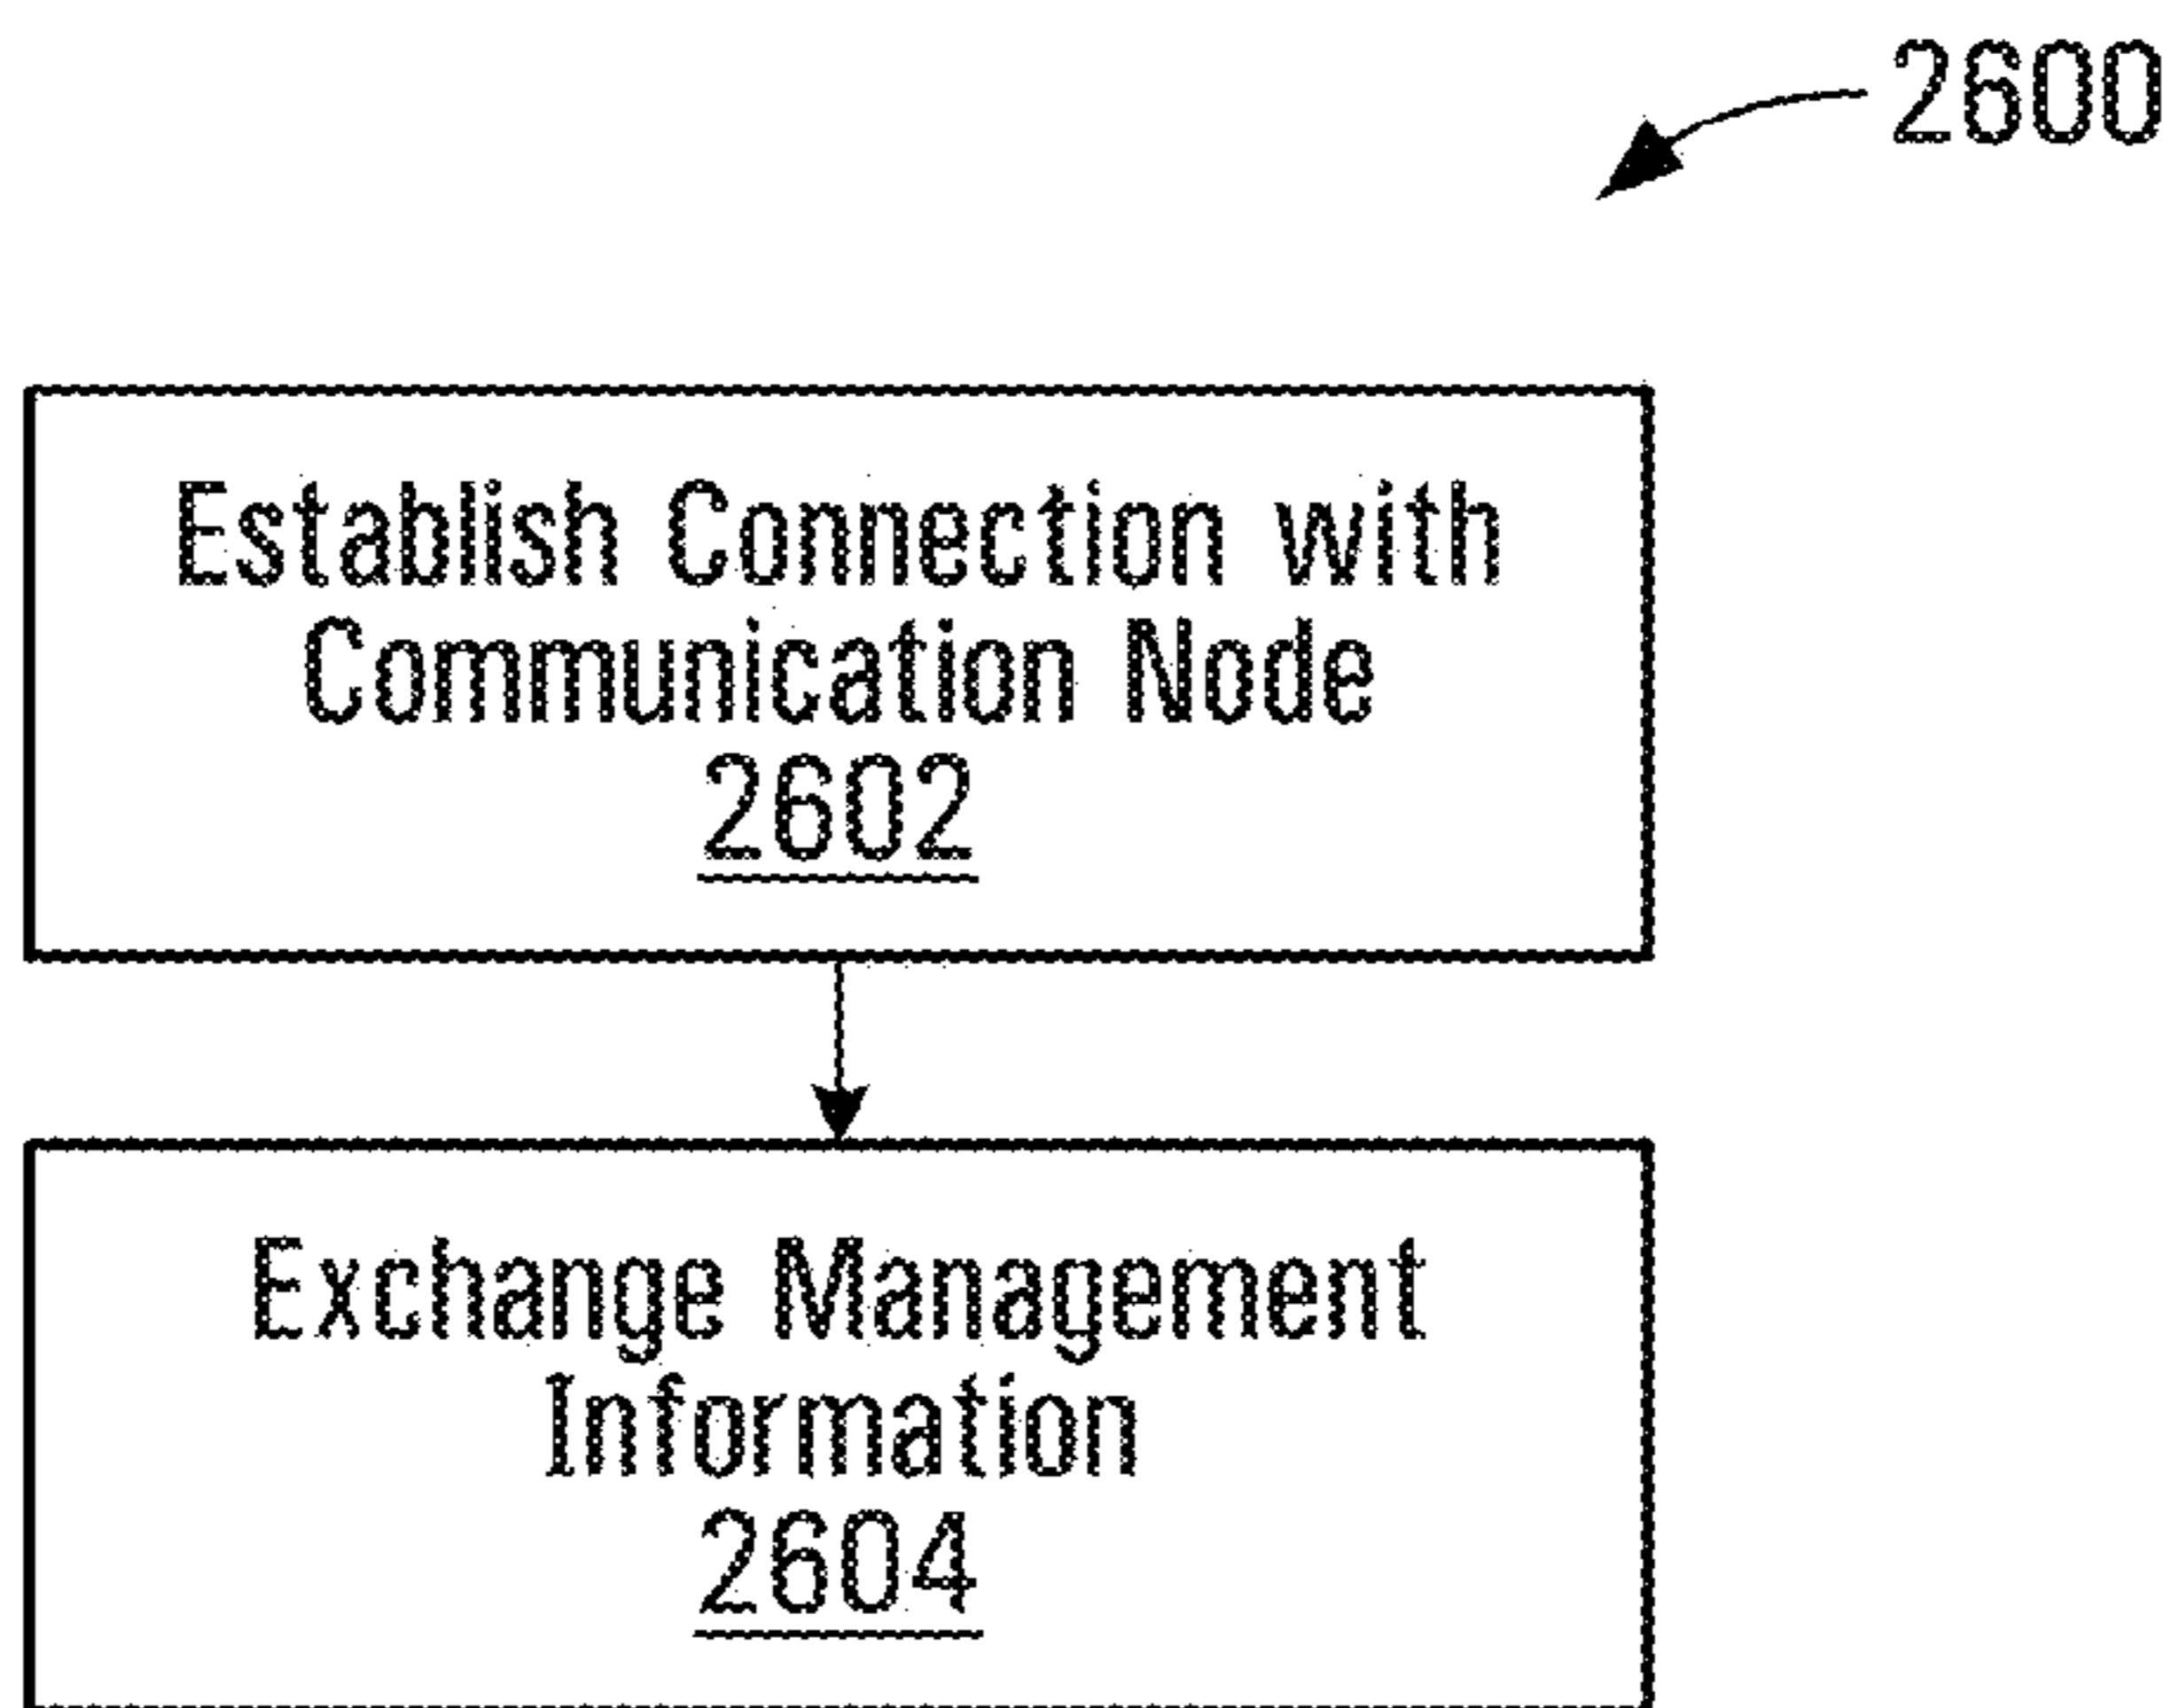 2600
Establish Connection with
Communication Node
2602
Exchange Management
Information
2604